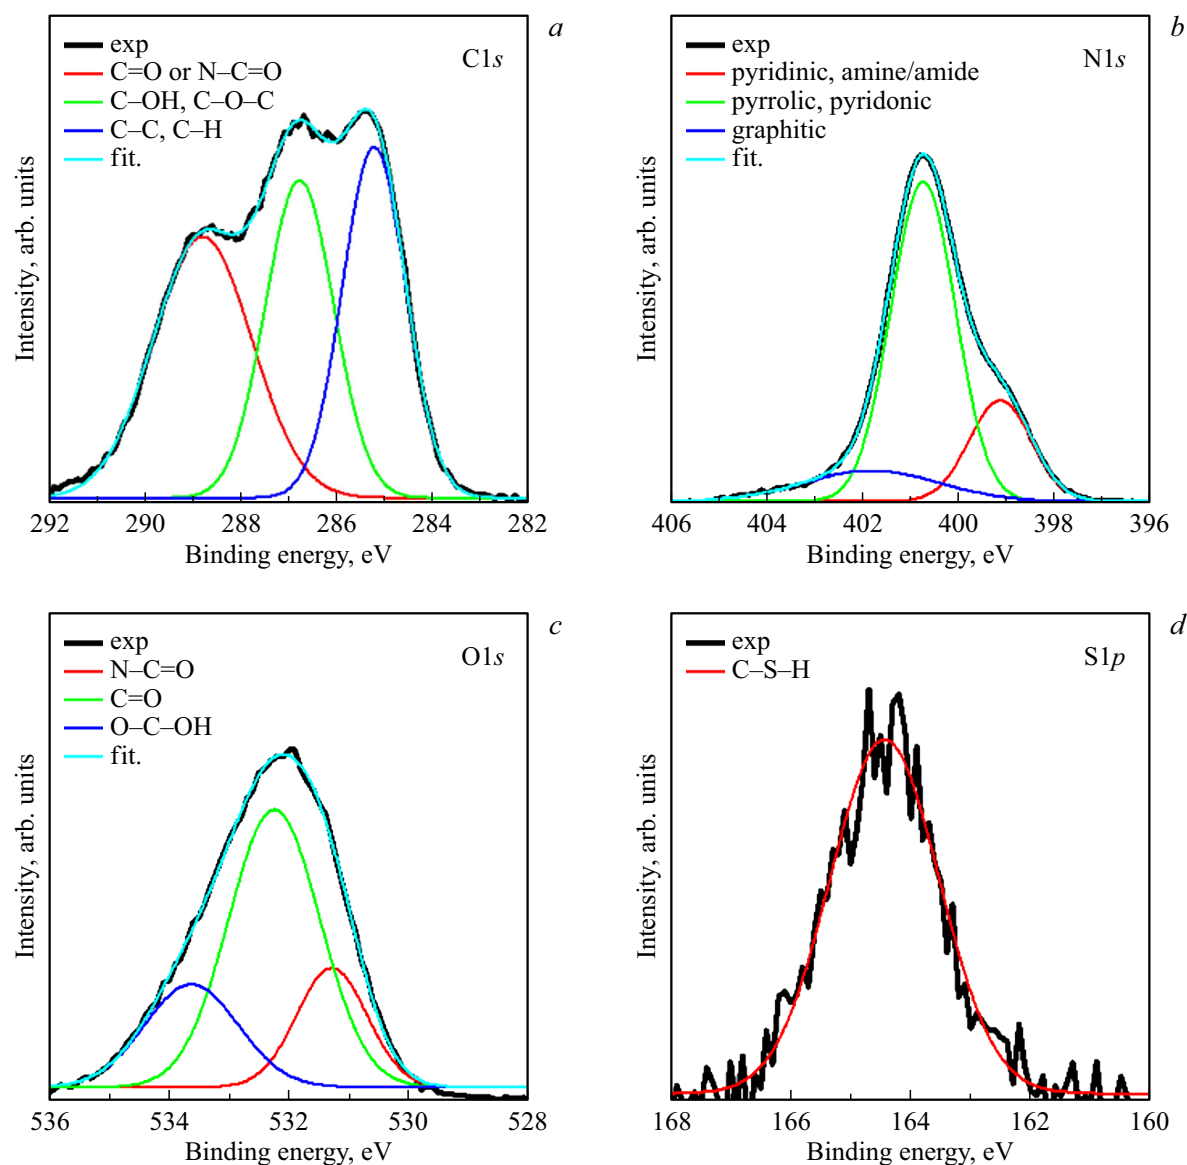 a
exp
C1s
C=O or N–C=O
C–OH, C–O–C
C–C, C–H
fit.
Intensity, arb. units
292 290 288 286 284 282
Binding energy, eV
b
exp
N1s
pyridinic, amine/amide
pyrrolic, pyridonic
graphitic
fit.
Intensity, arb. units
406 404 402 400 398 396
Binding energy, eV
c
exp
O1s
N–C=O
C=O
O–C–OH
fit.
Intensity, arb. units
536 534 532 530 528
Binding energy, eV
d
exp
S1p
C–S–H
Intensity, arb. units
168 166 164 162 160
Binding energy, eV